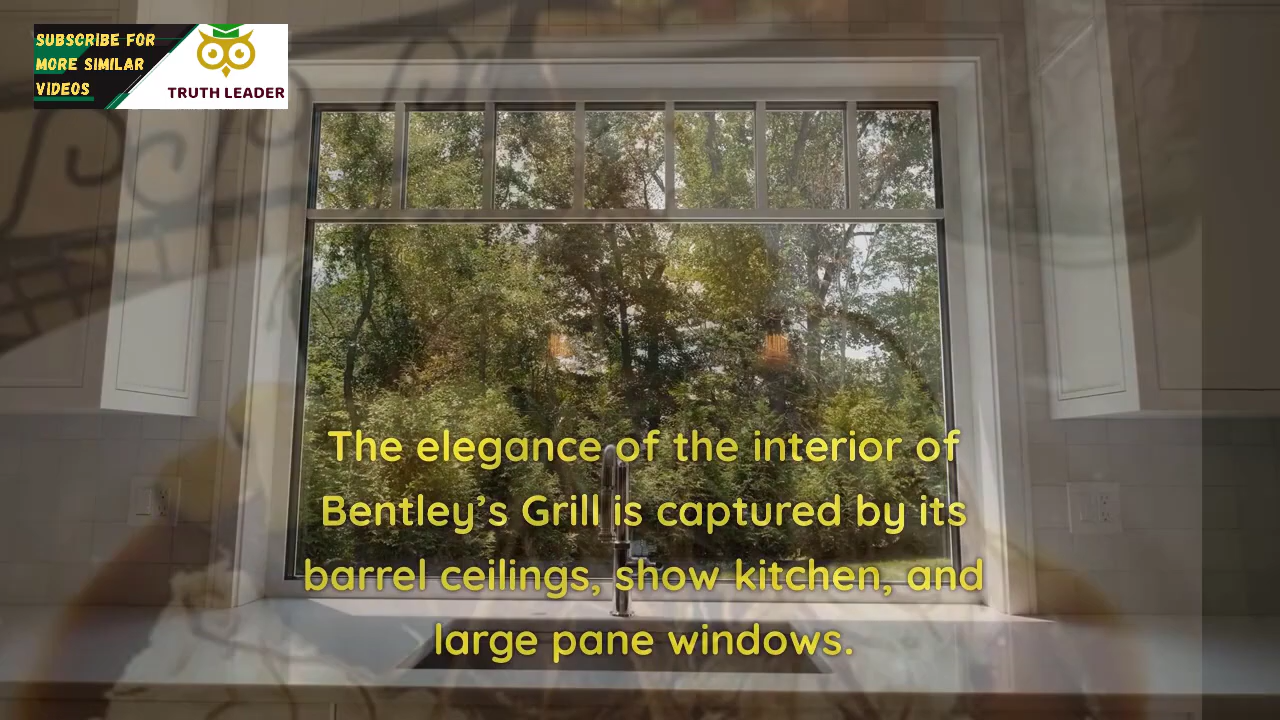 SUBSCRIBE FOR
MORE SIMILAR
VIDEOS
TRUTH LEADER
The elegance of the interior of
Bentley’s Grill is captured by its
barrel ceilings, show kitchen, and
large pane windows.